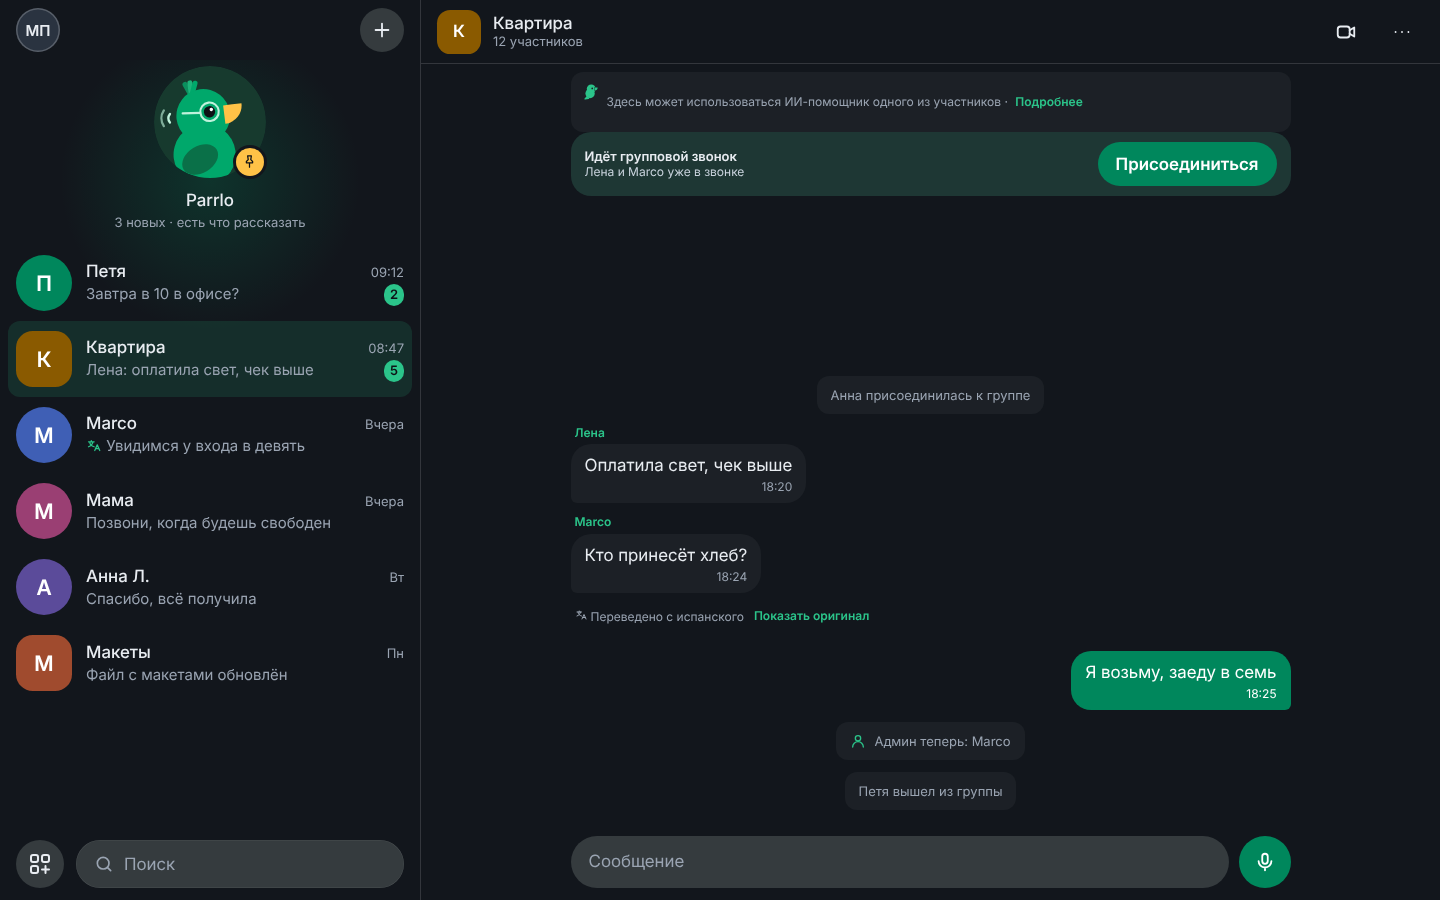 МП
Parrlo
3 новых · есть что рассказать
П
Петя
09:12
Завтра в 10 в офисе?
2
К
Квартира
08:47
Лена: оплатила свет, чек выше
5
M
Marco
Вчера
Увидимся у входа в девять
М
Мама
Вчера
Позвони, когда будешь свободен
А
Анна Л.
Вт
Спасибо, всё получила
М
Макеты
Пн
Файл с макетами обновлён
Поиск
К
Квартира
12 участников
Здесь может использоваться ИИ-помощник одного из участников · Подробнее
Идёт групповой звонок
Лена и Marco уже в звонке
Присоединиться
Анна присоединилась к группе
Лена
Оплатила свет, чек выше
18:20
Marco
Кто принесёт хлеб?
18:24
Переведено с испанского Показать оригинал
Я возьму, заеду в семь
18:25
Админ теперь: Marco
Петя вышел из группы
Сообщение